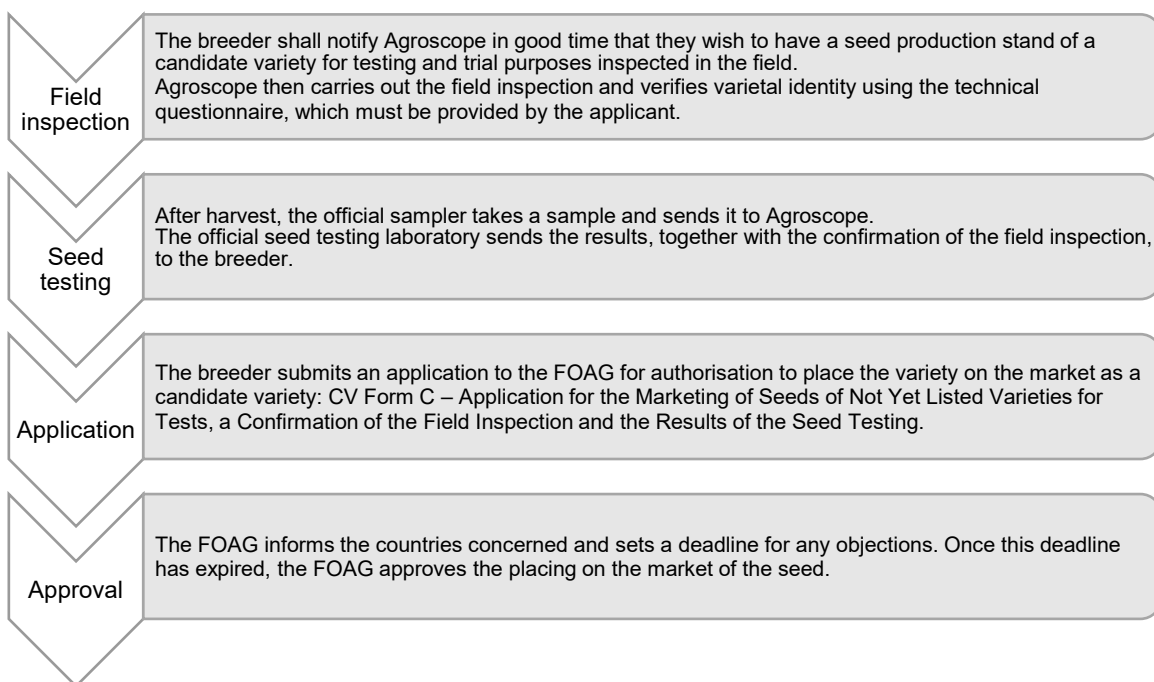 Field
inspection
The breeder shall notify Agroscope in good time that they wish to have a seed production stand of a
candidate variety for testing and trial purposes inspected in the field.
Agroscope then carries out the field inspection and verifies varietal identity using the technical
questionnaire, which must be provided by the applicant.
Seed
testing
After harvest, the official sampler takes a sample and sends it to Agroscope.
The official seed testing laboratory sends the results, together with the confirmation of the field inspection,
to the breeder.
Application
The breeder submits an application to the FOAG for authorisation to place the variety on the market as a
candidate variety: CV Form C – Application for the Marketing of Seeds of Not Yet Listed Varieties for
Tests, a Confirmation of the Field Inspection and the Results of the Seed Testing.
Approval
The FOAG informs the countries concerned and sets a deadline for any objections. Once this deadline
has expired, the FOAG approves the placing on the market of the seed.